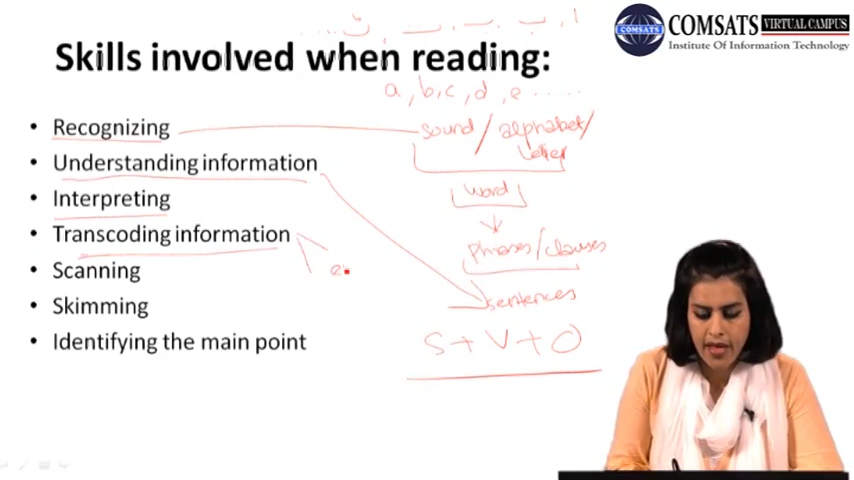 COMSATS VIRTUAL CAMPUS
COMSATS
Institute Of Information Technology
Skills involved when reading:
a, b, c, d, e .....
• Recognizing
sound / alphabet /
letter
• Understanding information
word
• Interpreting
• Transcoding information
phrases/clauses
• Scanning
e
sentences
• Skimming
• Identifying the main point
S + V + O